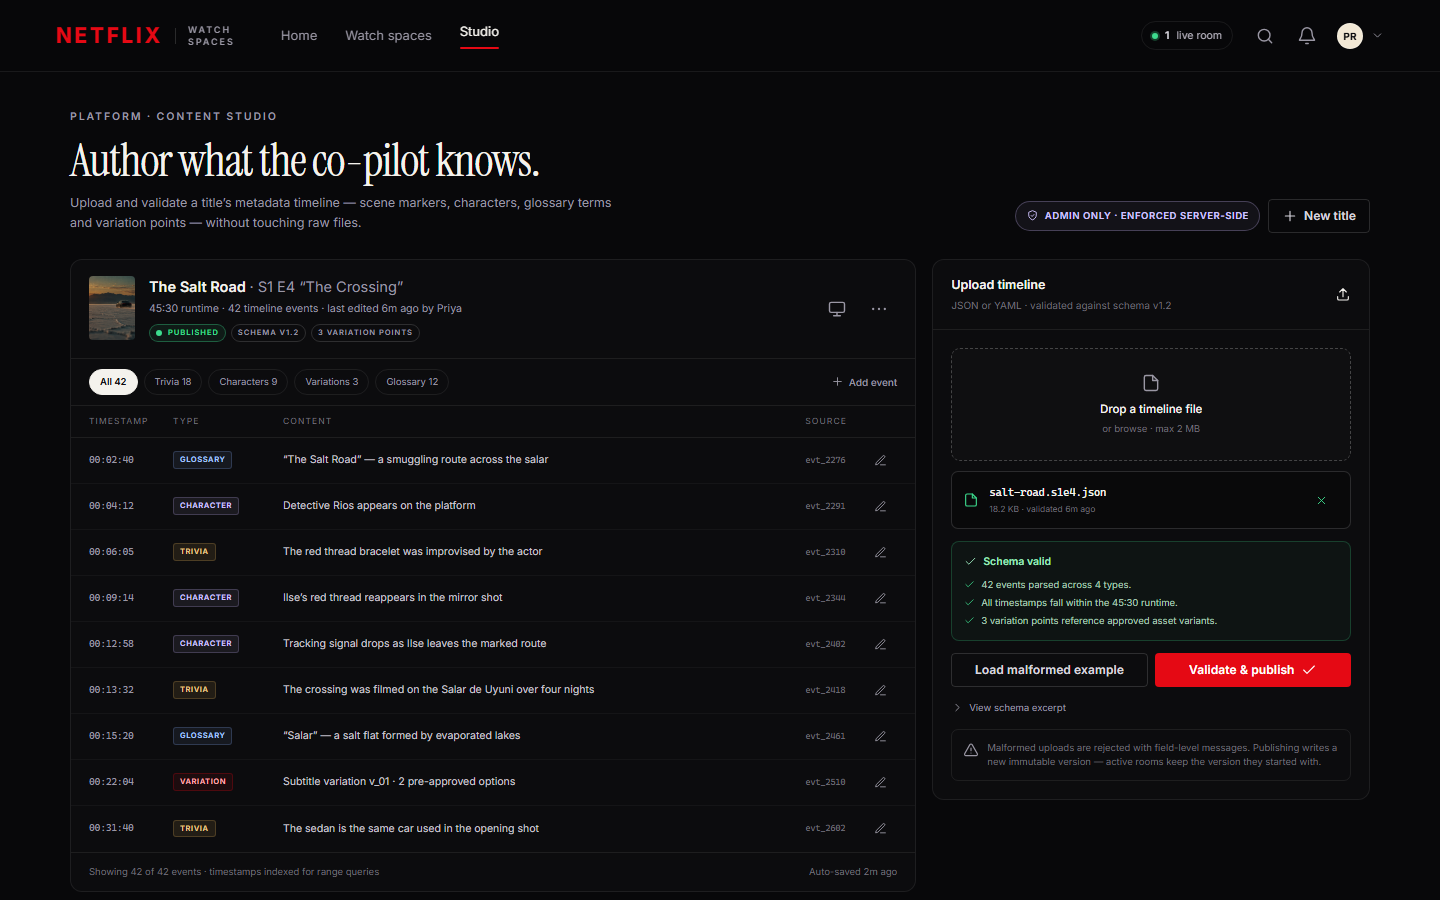 NETFLIX
WATCH
SPACES
Home
Watch spaces
Studio
1 live room
PR
PLATFORM · CONTENT STUDIO
Author what the co-pilot knows.
Upload and validate a title’s metadata timeline — scene markers, characters, glossary terms
and variation points — without touching raw files.
ADMIN ONLY · ENFORCED SERVER-SIDE
New title
The Salt Road · S1 E4 “The Crossing”
45:30 runtime · 42 timeline events · last edited 6m ago by Priya
PUBLISHED
SCHEMA V1.2
3 VARIATION POINTS
All 42
Trivia 18
Characters 9
Variations 3
Glossary 12
Add event
TIMESTAMP TYPE CONTENT SOURCE
00:02:40 GLOSSARY “The Salt Road” — a smuggling route across the salar evt_2276
00:04:12 CHARACTER Detective Rios appears on the platform evt_2291
00:06:05 TRIVIA The red thread bracelet was improvised by the actor evt_2310
00:09:14 CHARACTER Ilse’s red thread reappears in the mirror shot evt_2344
00:12:58 CHARACTER Tracking signal drops as Ilse leaves the marked route evt_2402
00:13:32 TRIVIA The crossing was filmed on the Salar de Uyuni over four nights evt_2418
00:15:20 GLOSSARY “Salar” — a salt flat formed by evaporated lakes evt_2461
00:22:04 VARIATION Subtitle variation v_01 · 2 pre-approved options evt_2510
00:31:40 TRIVIA The sedan is the same car used in the opening shot evt_2602
Showing 42 of 42 events · timestamps indexed for range queries
Auto-saved 2m ago
Upload timeline
JSON or YAML · validated against schema v1.2
Drop a timeline file
or browse · max 2 MB
salt-road.s1e4.json
18.2 KB · validated 6m ago
Schema valid
42 events parsed across 4 types.
All timestamps fall within the 45:30 runtime.
3 variation points reference approved asset variants.
Load malformed example
Validate & publish
View schema excerpt
Malformed uploads are rejected with field-level messages. Publishing writes a
new immutable version — active rooms keep the version they started with.